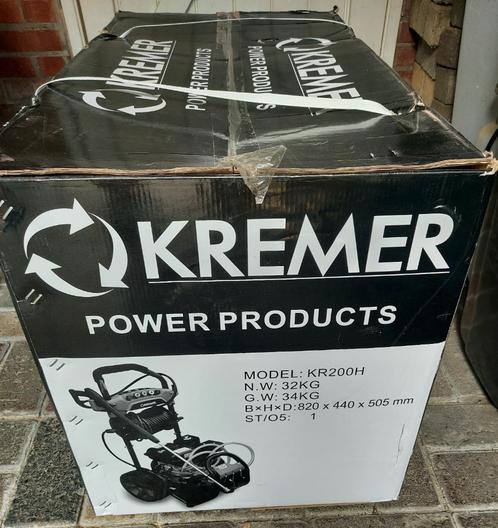 KREMER
POWER PRODUCTS
KREMER
POWER PRODUCTS
KREMER
POWER PRODUCTS
MODEL: KR200H
N.W: 32KG
G.W: 34KG
B×H×D: 820 x 440 x 505 mm
ST/O5: 1